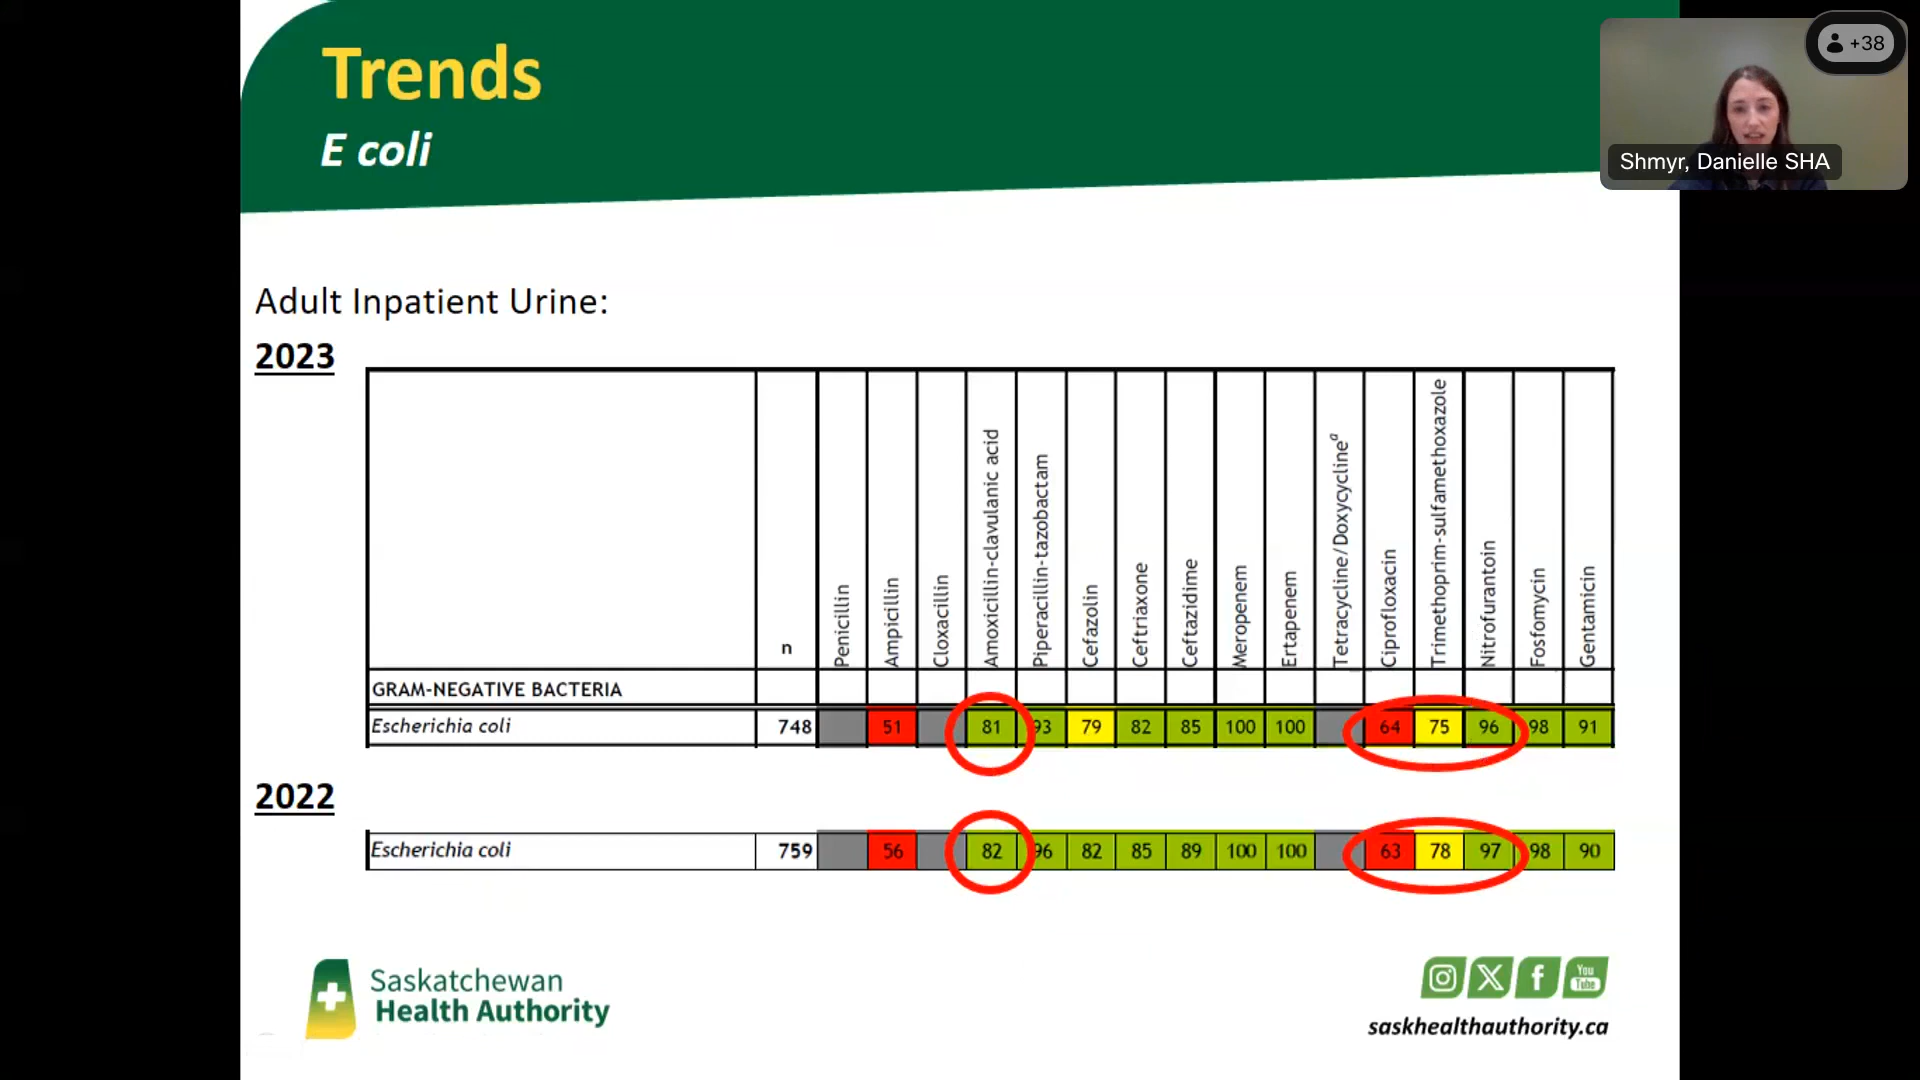 Trends
E coli
+38
Shmyr, Danielle SHA
Adult Inpatient Urine:
2023
n
Penicillin
Ampicillin
Cloxacillin
Amoxicillin-clavulanic acid
Piperacillin-tazobactam
Cefazolin
Ceftriaxone
Ceftazidime
Meropenem
Ertapenem
Tetracycline/Doxycycline^a
Ciprofloxacin
Trimethoprim-sulfamethoxazole
Nitrofurantoin
Fosfomycin
Gentamicin
GRAM-NEGATIVE BACTERIA
Escherichia coli 748 51 81 93 79 82 85 100 100 64 75 96 98 91
2022
Escherichia coli 759 56 82 96 82 85 89 100 100 63 78 97 98 90
Saskatchewan
Health Authority
You
Tube
saskhealthauthority.ca